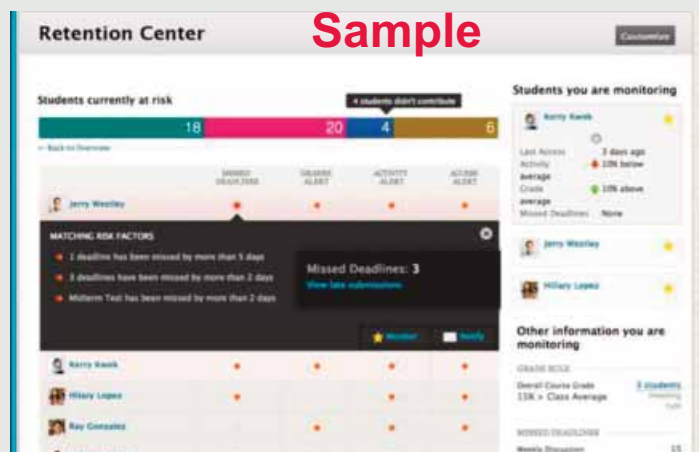 Retention Center
Sample
Customize
Students currently at risk
4 students didn't contribute
18 20 4 6
Back to Overview
MISSED DEADLINES
GRADES ALERT
ACTIVITY ALERT
ACCESS ALERT
Jerry Westley
MATCHING RISK FACTORS
1 deadline has been missed by more than 5 days
3 deadlines have been missed by more than 2 days
Midterm Test has been missed by more than 2 days
Missed Deadlines: 3
View late submissions
Monitor
Notify
Kerry Kwek
Hilary Lopez
Ray Gonzalez
Students you are monitoring
Kerry Kwek
Last Access 3 days ago
Activity 10% below
average
Grade 10% above
average
Missed Deadlines None
Jerry Westley
Hillary Lopez
Other information you are
monitoring
GRADE RULE
Overall Course Grade 3 students
15% > Class Average
MISSED DEADLINES
Weekly Discussion 15